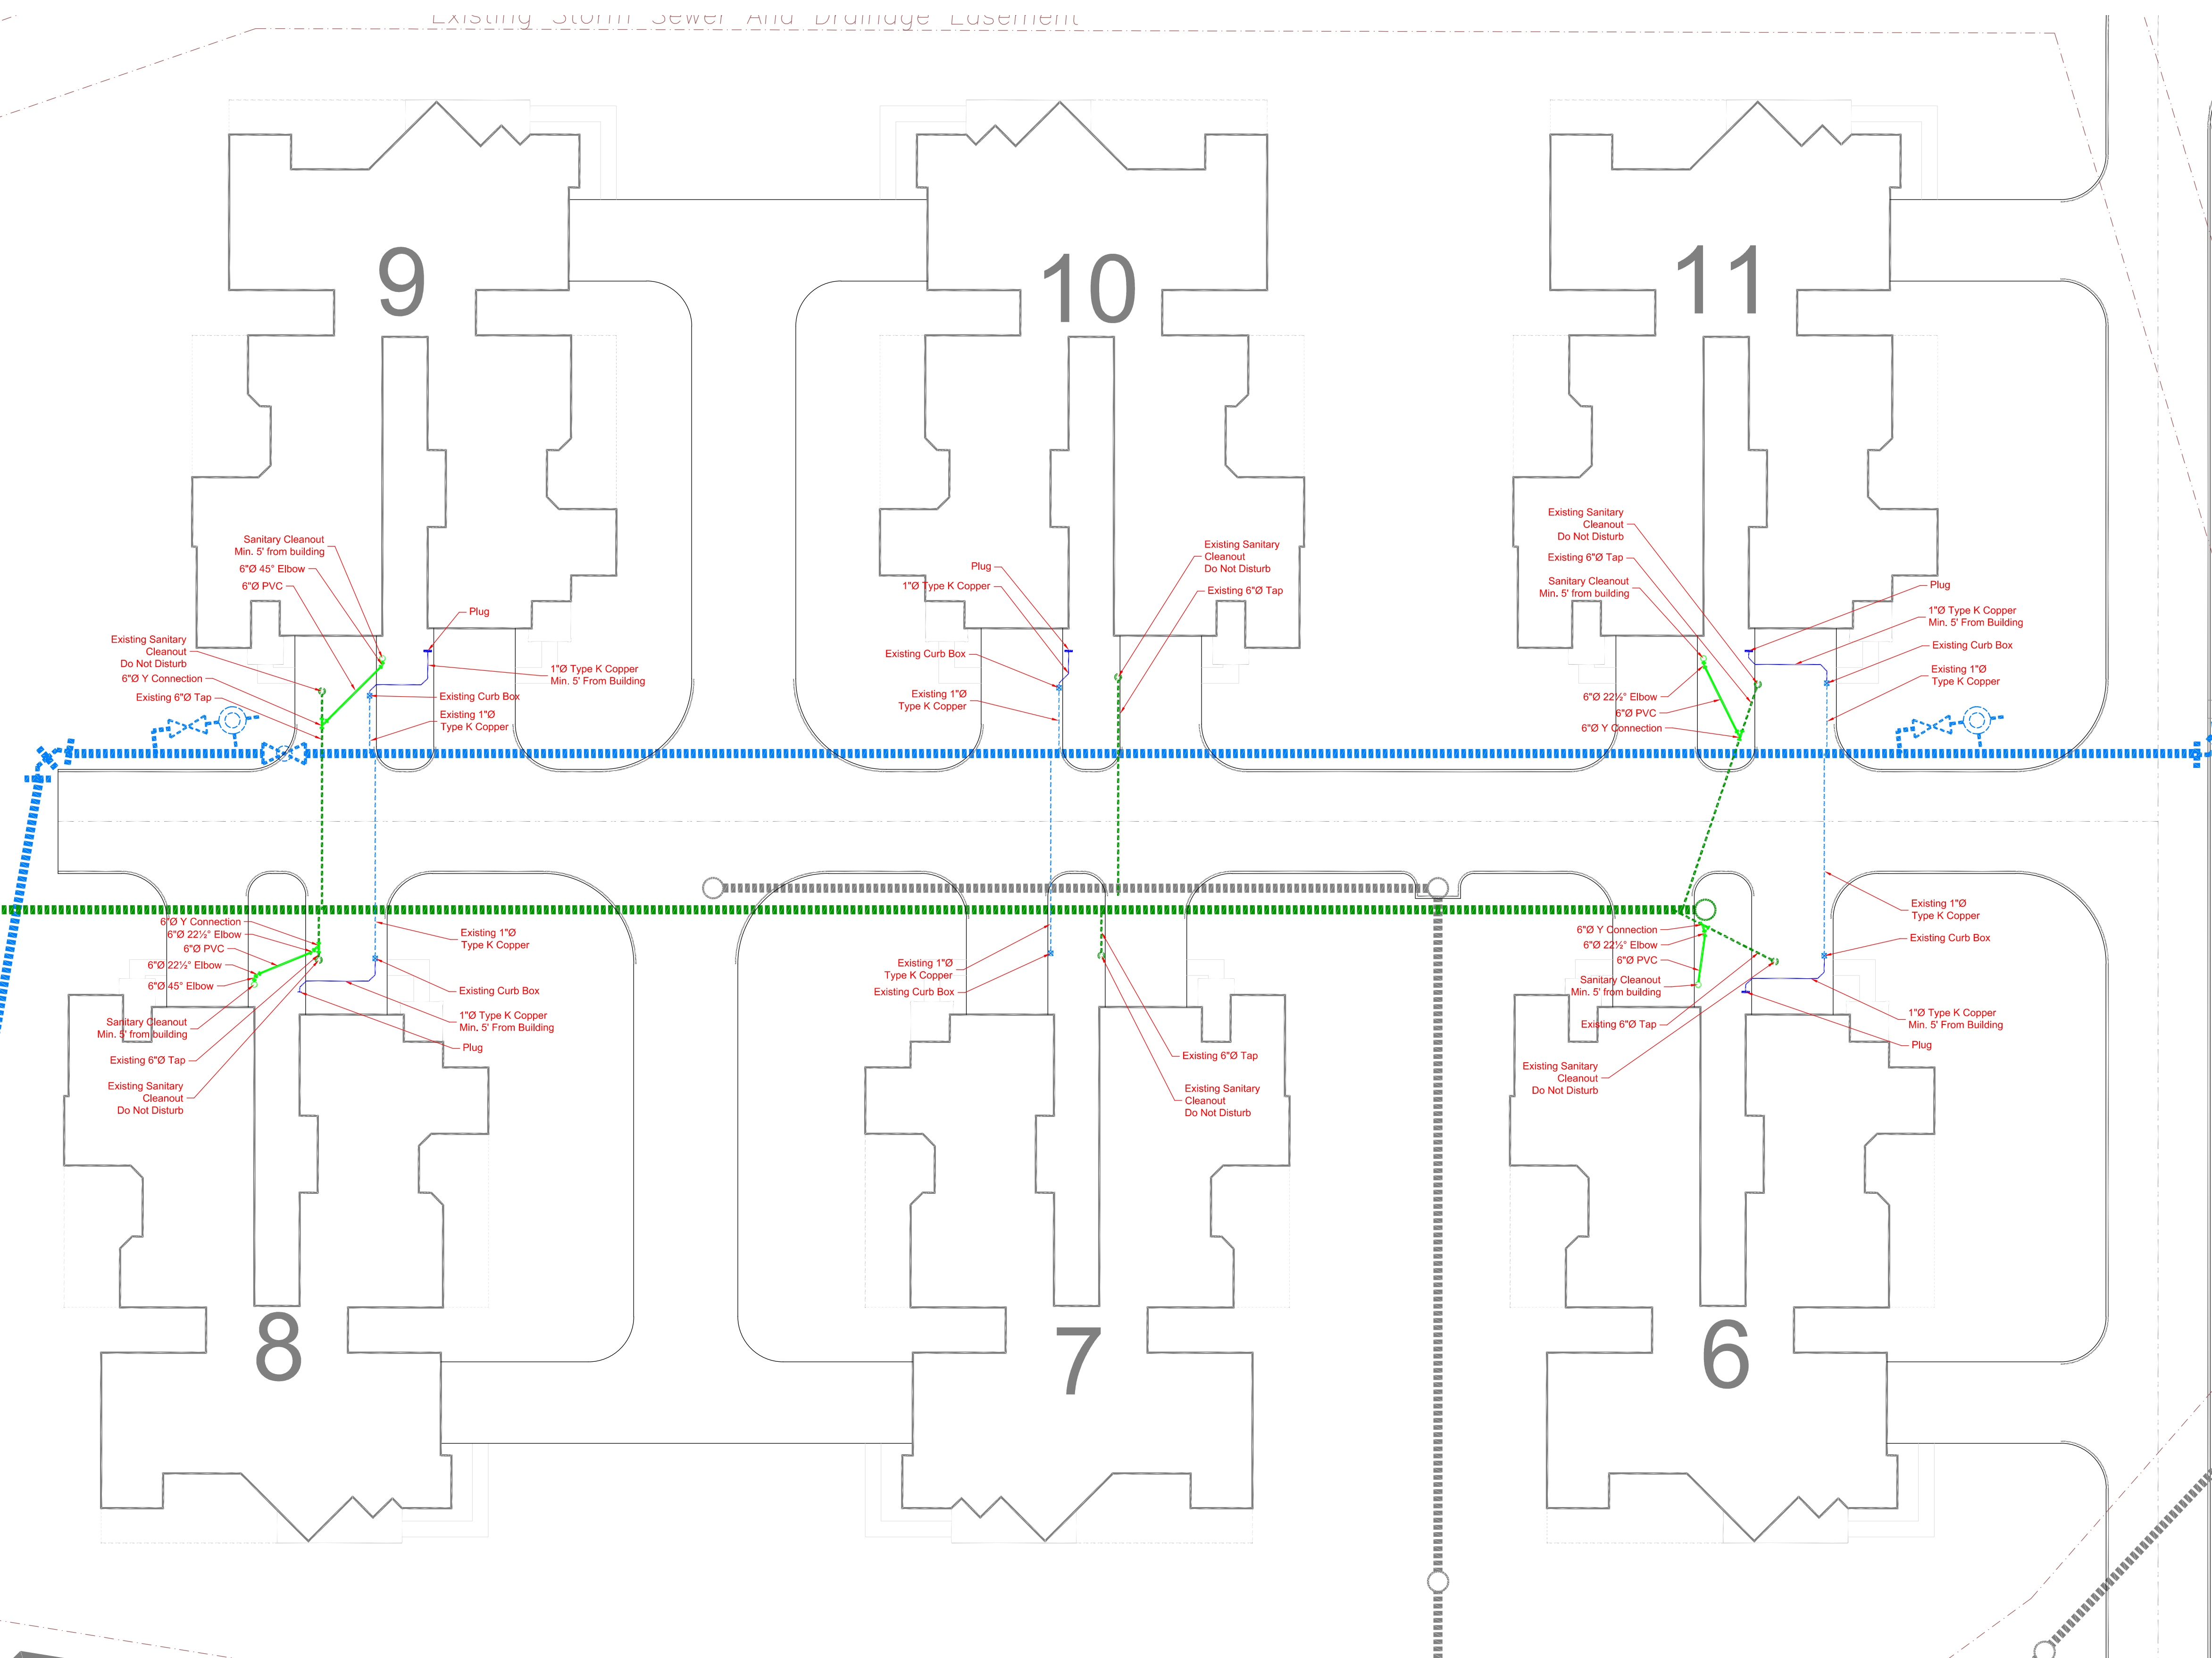 Existing Storm Sewer And Drainage Easement
9
10
11
Sanitary Cleanout
Min. 5' from building
6"Ø 45° Elbow
6"Ø PVC
Plug
Existing Sanitary
Cleanout
Do Not Disturb
6"Ø Y Connection
Existing 6"Ø Tap
1"Ø Type K Copper
Min. 5' From Building
Existing Curb Box
Existing 1"Ø
Type K Copper
Plug
1"Ø Type K Copper
Existing Curb Box
Existing 1"Ø
Type K Copper
Existing Sanitary
Cleanout
Do Not Disturb
Existing 6"Ø Tap
Existing Sanitary
Cleanout
Do Not Disturb
Existing 6"Ø Tap
Sanitary Cleanout
Min. 5' from building
6"Ø 22½° Elbow
6"Ø PVC
6"Ø Y Connection
Plug
1"Ø Type K Copper
Min. 5' From Building
Existing Curb Box
Existing 1"Ø
Type K Copper
6"Ø Y Connection
6"Ø 22½° Elbow
6"Ø PVC
6"Ø 22½° Elbow
6"Ø 45° Elbow
Sanitary Cleanout
Min. 5' from building
Existing 6"Ø Tap
Existing Sanitary
Cleanout
Do Not Disturb
Existing 1"Ø
Type K Copper
Existing Curb Box
1"Ø Type K Copper
Min. 5' From Building
Plug
Existing 1"Ø
Type K Copper
Existing Curb Box
Existing 6"Ø Tap
Existing Sanitary
Cleanout
Do Not Disturb
6"Ø Y Connection
6"Ø 22½° Elbow
6"Ø PVC
Sanitary Cleanout
Min. 5' from building
Existing 6"Ø Tap
Existing Sanitary
Cleanout
Do Not Disturb
Existing 1"Ø
Type K Copper
Existing Curb Box
1"Ø Type K Copper
Min. 5' From Building
Plug
8
7
6